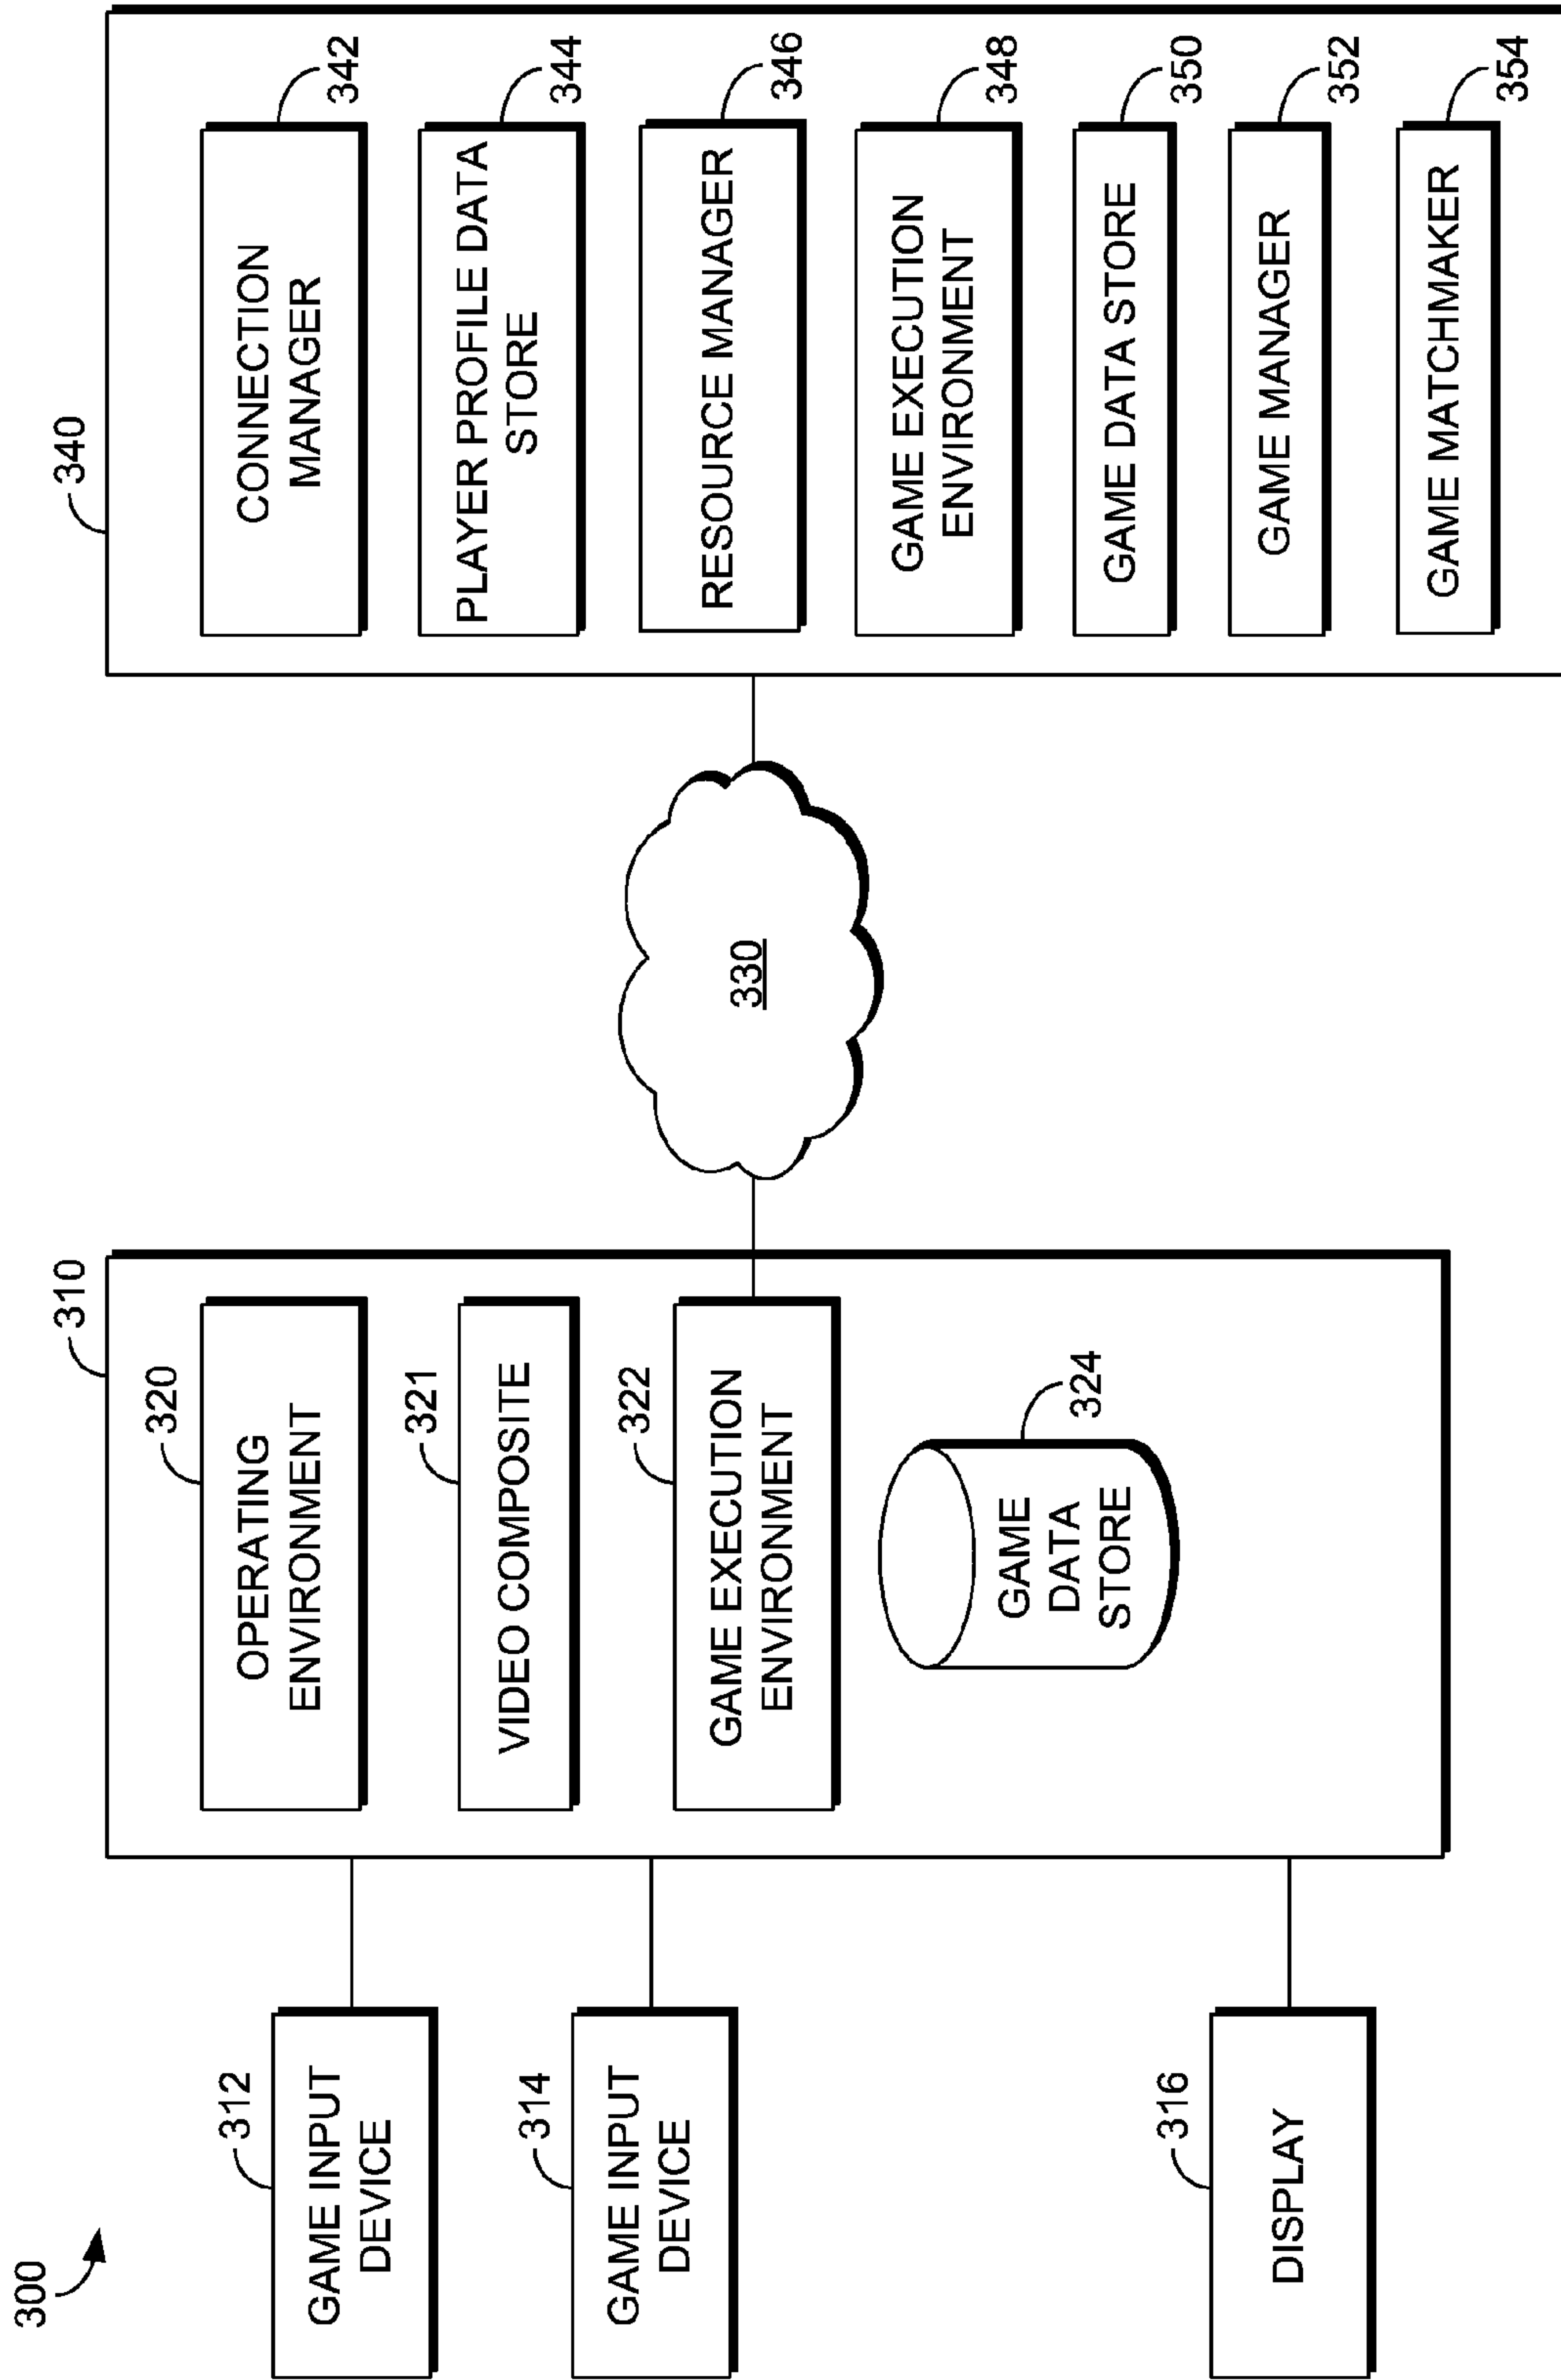 300
312
GAME INPUT
DEVICE
314
GAME INPUT
DEVICE
316
DISPLAY
310
320
OPERATING
ENVIRONMENT
321
VIDEO COMPOSITE
322
GAME EXECUTION
ENVIRONMENT
324
GAME
DATA
STORE
330
340
CONNECTION
MANAGER
342
PLAYER PROFILE DATA
STORE
344
RESOURCE MANAGER
346
GAME EXECUTION
ENVIRONMENT
348
GAME DATA STORE
350
GAME MANAGER
352
GAME MATCHMAKER
354